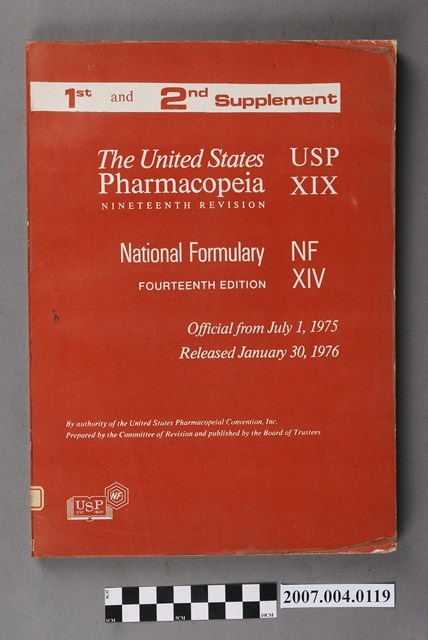 1st and 2nd Supplement
The United States USP
Pharmacopeia XIX
NINETEENTH REVISION
National Formulary NF
FOURTEENTH EDITION XIV
Official from July 1, 1975
Released January 30, 1976
By authority of the United States Pharmacopeial Convention, Inc.
Prepared by the Committee of Revision and published by the Board of Trustees
USP NF
2007.004.0119